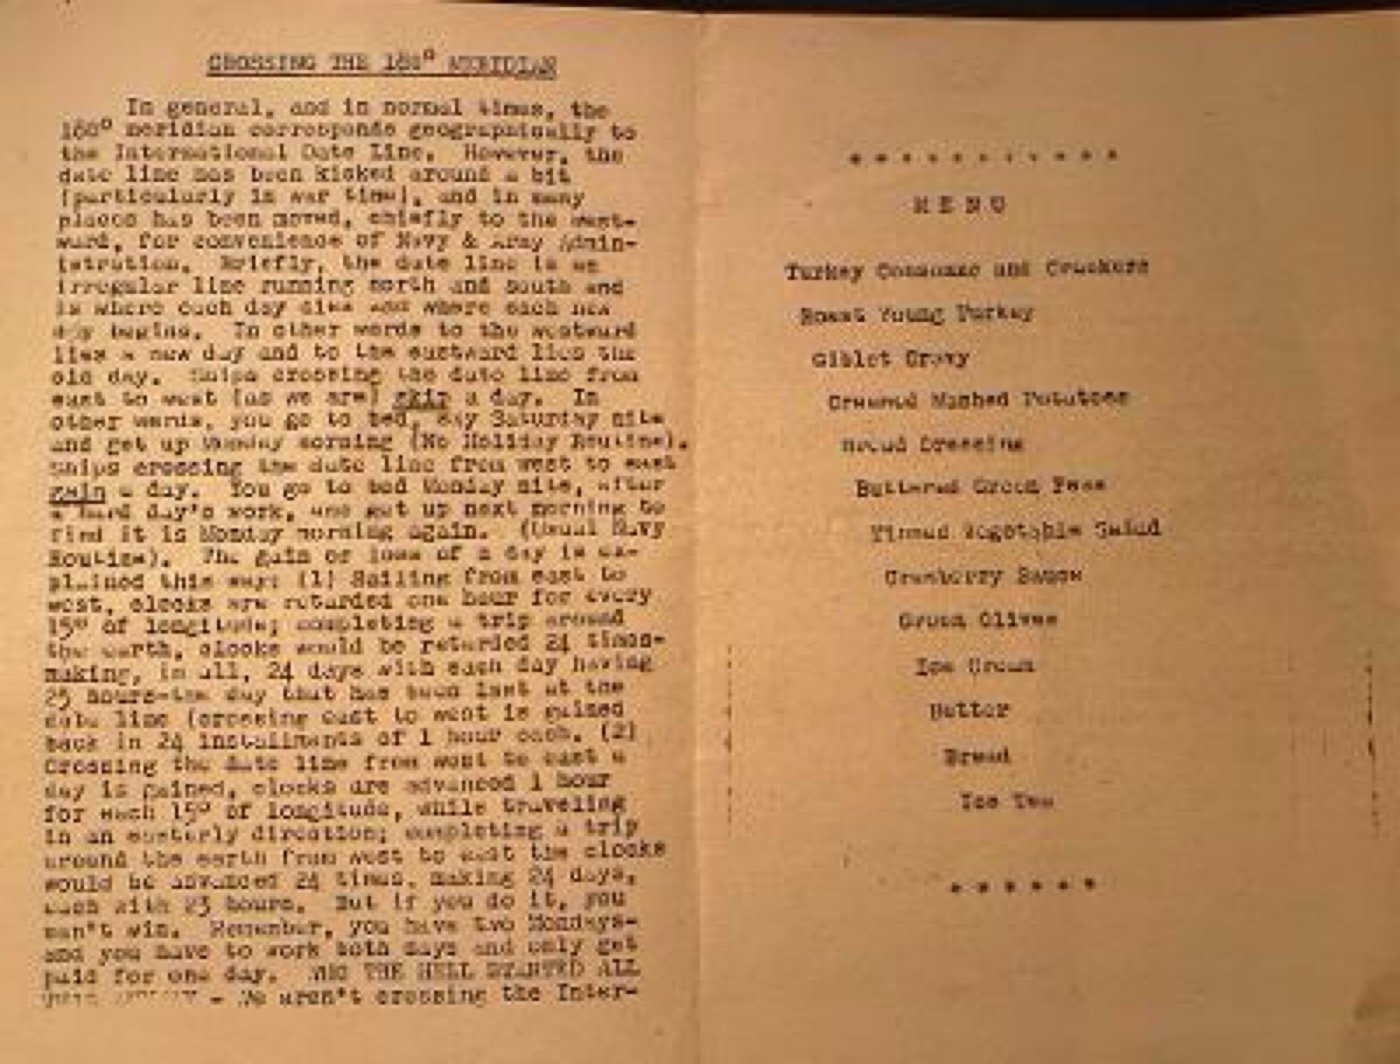 CROSSING THE 180° MERIDIAN
In general, and in normal times, the
180° meridian corresponds geographically to
the International Date Line. However, the
date line has been kicked around a bit
(particularly in war time), and in many
places has been moved, chiefly to the west-
ward, for convenience of Navy & Army Admin-
istration. Briefly, the date line is an
irregular line running north and south and
is where each day dies and where each new
day begins. In other words to the westward
lies a new day and to the eastward lies the
old day. Ships crossing the date line from
east to west (as we are) skip a day. In
other words, you go to bed, say Saturday nite
and get up Monday morning (No Holiday Routine).
Ships crossing the date line from west to east
gain a day. You go to bed Monday nite, after
a hard day's work, and get up next morning to
find it is Monday morning again. (Usual Navy
Routine). The gain or loss of a day is ex-
plained this way: (1) Sailing from east to
west, clocks are retarded one hour for every
15° of longitude; completing a trip around
the earth, clocks would be retarded 24 times-
making, in all, 24 days with each day having
25 hours-the day that has been lost at the
date line (crossing east to west is gained
back in 24 installments of 1 hour each. (2)
Crossing the date line from west to east a
day is gained, clocks are advanced 1 hour
for each 15° of longitude, while traveling
in an easterly direction; completing a trip
around the earth from west to east the clocks
would be advanced 24 times, making 24 days,
each with 23 hours. But if you do it, you
can't win. Remember, you have two Mondays-
and you have to work both days and only get
paid for one day. WHO THE HELL STARTED ALL
THIS - We aren't crossing the Inter-
* * * * * * * * * * *
M E N U
Turkey Consomme and Crackers
Roast Young Turkey
Giblet Gravy
Creamed Mashed Potatoes
Bread Dressing
Buttered Green Peas
Vegetable Salad
Cranberry Sauce
Green Olives
Ice Cream
Butter
Bread
Ice Tea
* * * * * *